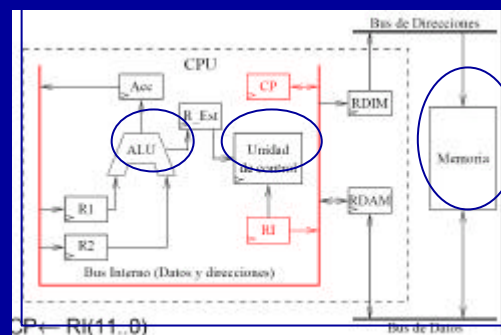 Bus de Direcciones
CPU
Acc
CP
R_Est
RDIM
ALU
Unidad
de control
Memoria
R1
RDAM
R2
RI
Bus Interno (Datos y direcciones)
CP← RI(11..0)
Bus de Datos